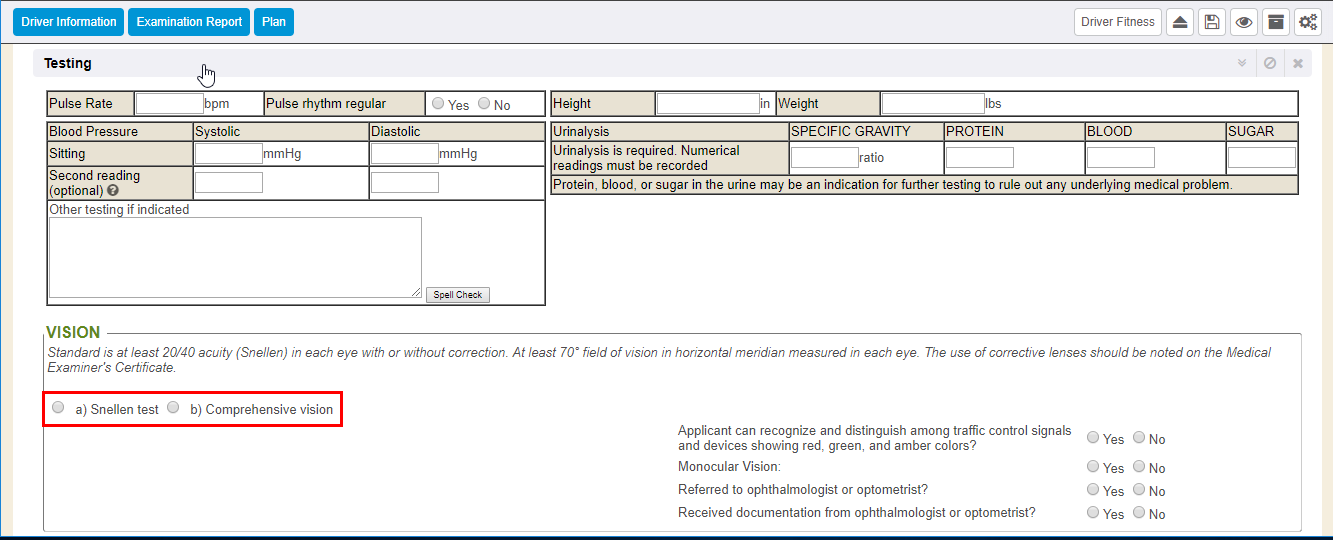 Driver Information Examination Report Plan Driver Fitness
Testing
Pulse Rate bpm Pulse rhythm regular Yes No Height in Weight lbs
Blood Pressure Systolic Diastolic
Sitting mmHg mmHg
Second reading
(optional) ?
Other testing if indicated
Spell Check
Urinalysis SPECIFIC GRAVITY PROTEIN BLOOD SUGAR
Urinalysis is required. Numerical
readings must be recorded ratio
Protein, blood, or sugar in the urine may be an indication for further testing to rule out any underlying medical problem.
VISION
Standard is at least 20/40 acuity (Snellen) in each eye with or without correction. At least 70° field of vision in horizontal meridian measured in each eye. The use of corrective lenses should be noted on the Medical
Examiner's Certificate.
a) Snellen test b) Comprehensive vision
Applicant can recognize and distinguish among traffic control signals
and devices showing red, green, and amber colors? Yes No
Monocular Vision: Yes No
Referred to ophthalmologist or optometrist? Yes No
Received documentation from ophthalmologist or optometrist? Yes No